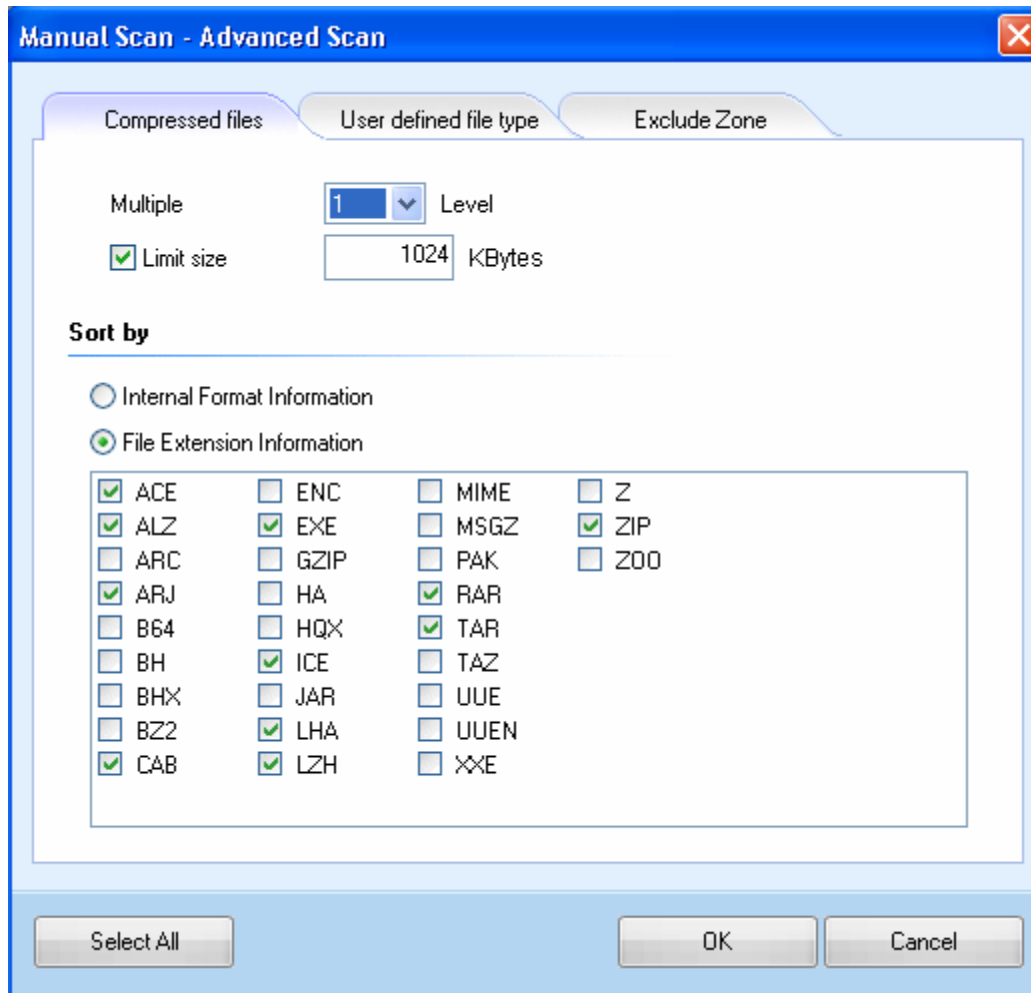 Manual Scan - Advanced Scan
Compressed files User defined file type Exclude Zone
Multiple 1 Level
Limit size 1024 KBytes
Sort by
Internal Format Information
File Extension Information
ACE ENC MIME Z
ALZ EXE MSGZ ZIP
ARC GZIP PAK ZOO
ARJ HA RAR
B64 HQX TAR
BH ICE TAZ
BHX JAR UUE
BZ2 LHA UUEN
CAB LZH XXE
Select All OK Cancel